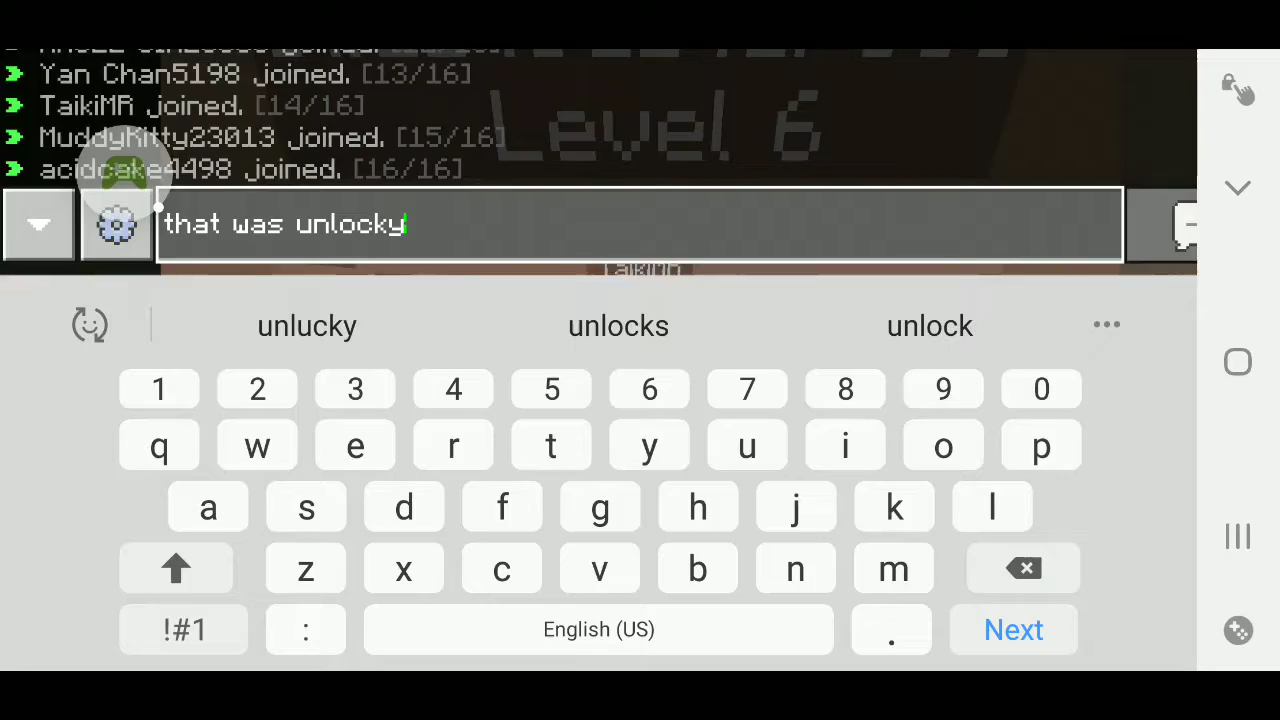 Yan Chan5198 joined. [13/16]
TaikiMR joined. [14/16]
MuddyKitty23013 joined. [15/16]
acidcake4498 joined. [16/16]
Level 6
that was unlocky
TaikiMR
unlucky unlocks unlock
1 2 3 4 5 6 7 8 9 0
q w e r t y u i o p
a s d f g h j k l
z x c v b n m
!#1 : English (US) . Next